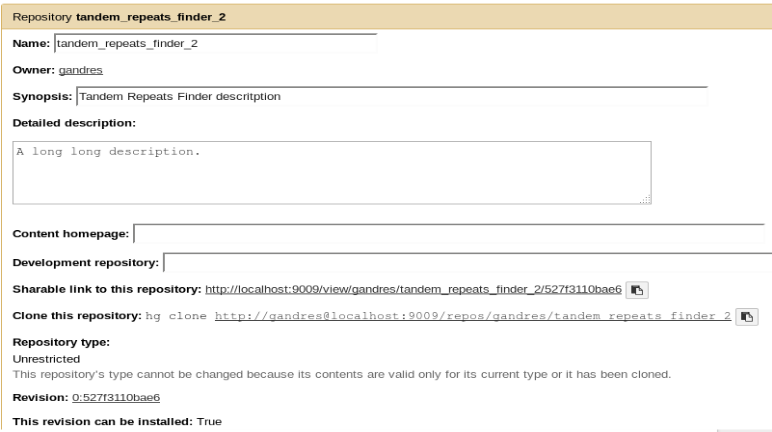 Repository tandem_repeats_finder_2
Name: tandem_repeats_finder_2
Owner: gandres
Synopsis: Tandem Repeats Finder descritption
Detailed description:
A long long description.
Content homepage:
Development repository:
Sharable link to this repository: http://localhost:9009/view/gandres/tandem_repeats_finder_2/527f3110bae6
Clone this repository: hg clone http://gandres@localhost:9009/repos/gandres/tandem_repeats_finder_2
Repository type:
Unrestricted
This repository's type cannot be changed because its contents are valid only for its current type or it has been cloned.
Revision: 0:527f3110bae6
This revision can be installed: True